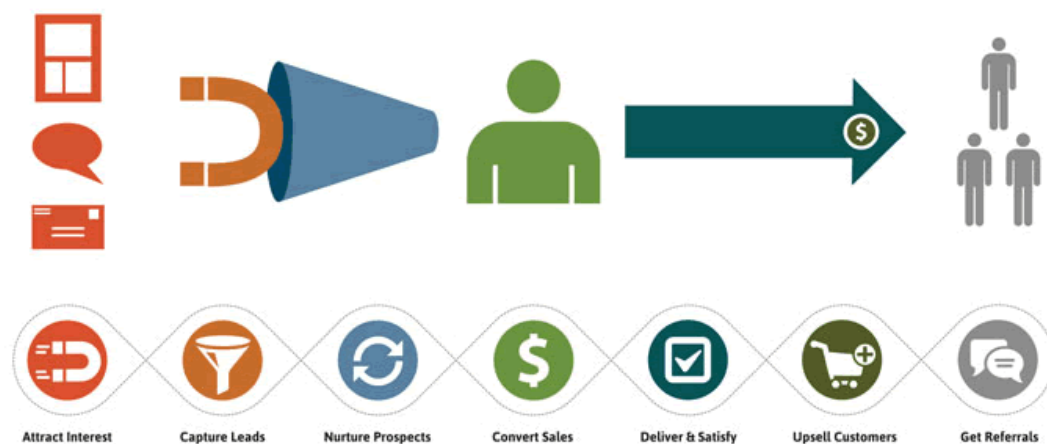 $
$
Attract Interest
Capture Leads
Nurture Prospects
Convert Sales
Deliver & Satisfy
Upsell Customers
Get Referrals